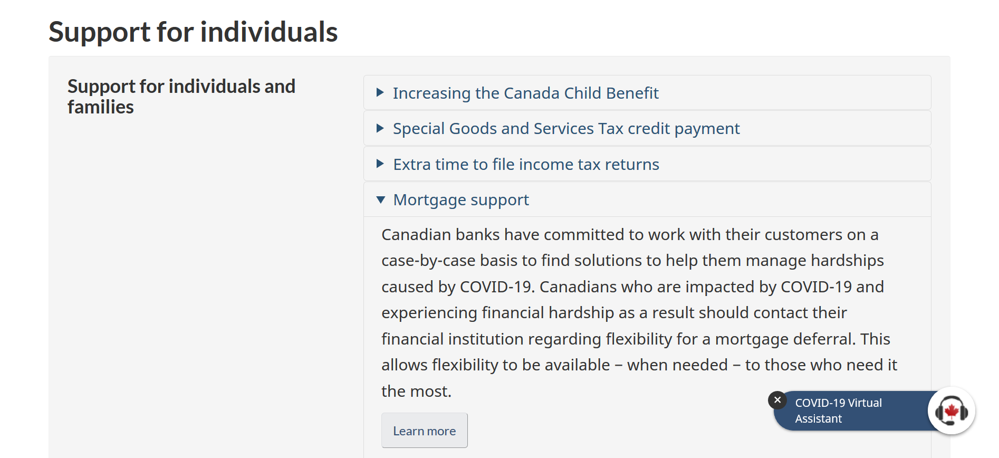 Support for individuals
Support for individuals and
families
Increasing the Canada Child Benefit
Special Goods and Services Tax credit payment
Extra time to file income tax returns
Mortgage support
Canadian banks have committed to work with their customers on a
case-by-case basis to find solutions to help them manage hardships
caused by COVID-19. Canadians who are impacted by COVID-19 and
experiencing financial hardship as a result should contact their
financial institution regarding flexibility for a mortgage deferral. This
allows flexibility to be available − when needed − to those who need it
the most.
Learn more
COVID-19 Virtual
Assistant